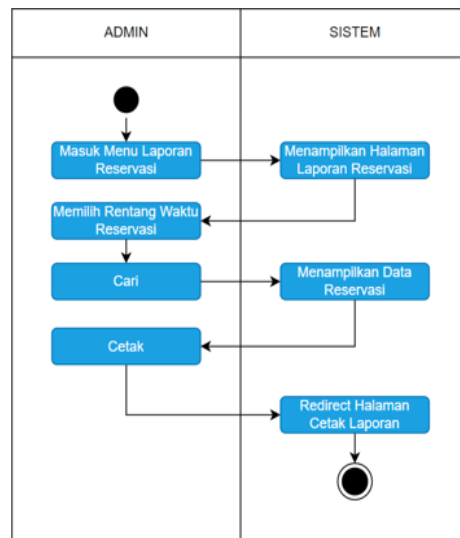 ADMIN
SISTEM
Masuk Menu Laporan
Reservasi
Menampilkan Halaman
Laporan Reservasi
Memilih Rentang Waktu
Reservasi
Cari
Menampilkan Data
Reservasi
Cetak
Redirect Halaman
Cetak Laporan